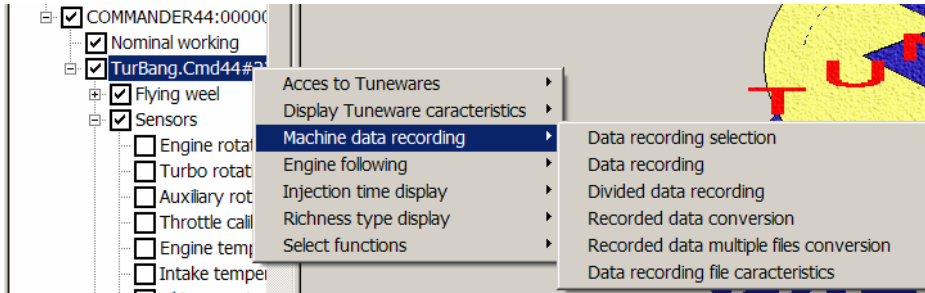 COMMANDER44:00000
Nominal working
TurBang.Cmd44#2
Flying weel
Sensors
Engine rotat
Turbo rotati
Auxiliary rot
Throttle cali
Engine temp
Intake temper
Acces to Tunewares
Display Tuneware caracteristics
Machine data recording
Engine following
Injection time display
Richness type display
Select functions
Data recording selection
Data recording
Divided data recording
Recorded data conversion
Recorded data multiple files conversion
Data recording file caracteristics
T U